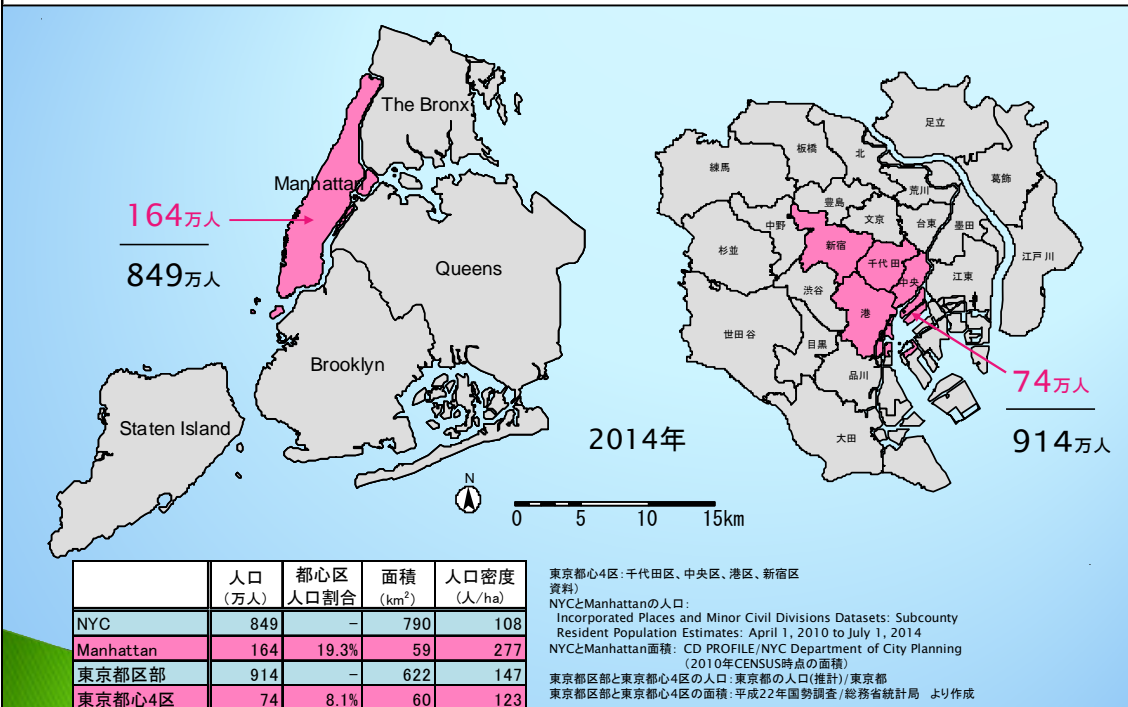 The Bronx
Manhattan
164万人
849万人
Queens
Brooklyn
Staten Island
足立
板橋
北
練馬
葛飾
荒川
豊島
文京
台東
墨田
中野
杉並
新宿
千代田
中央
江東
江戸川
渋谷
港
世田谷
目黒
品川
大田
74万人
914万人
2014年
N
0 5 10 15km
人口 都心区 面積 人口密度
(万人) 人口割合 (km²) (人/ha)
NYC 849 − 790 108
Manhattan 164 19.3% 59 277
東京都区部 914 − 622 147
東京都心4区 74 8.1% 60 123
東京都心4区:千代田区、中央区、港区、新宿区
資料)
NYCとManhattanの人口:
Incorporated Places and Minor Civil Divisions Datasets: Subcounty
Resident Population Estimates: April 1, 2010 to July 1, 2014
NYCとManhattan面積: CD PROFILE/NYC Department of City Planning
(2010年CENSUS時点の面積)
東京都区部と東京都心4区の人口:東京都の人口(推計)/東京都
東京都区部と東京都心4区の面積:平成22年国勢調査/総務省統計局 より作成